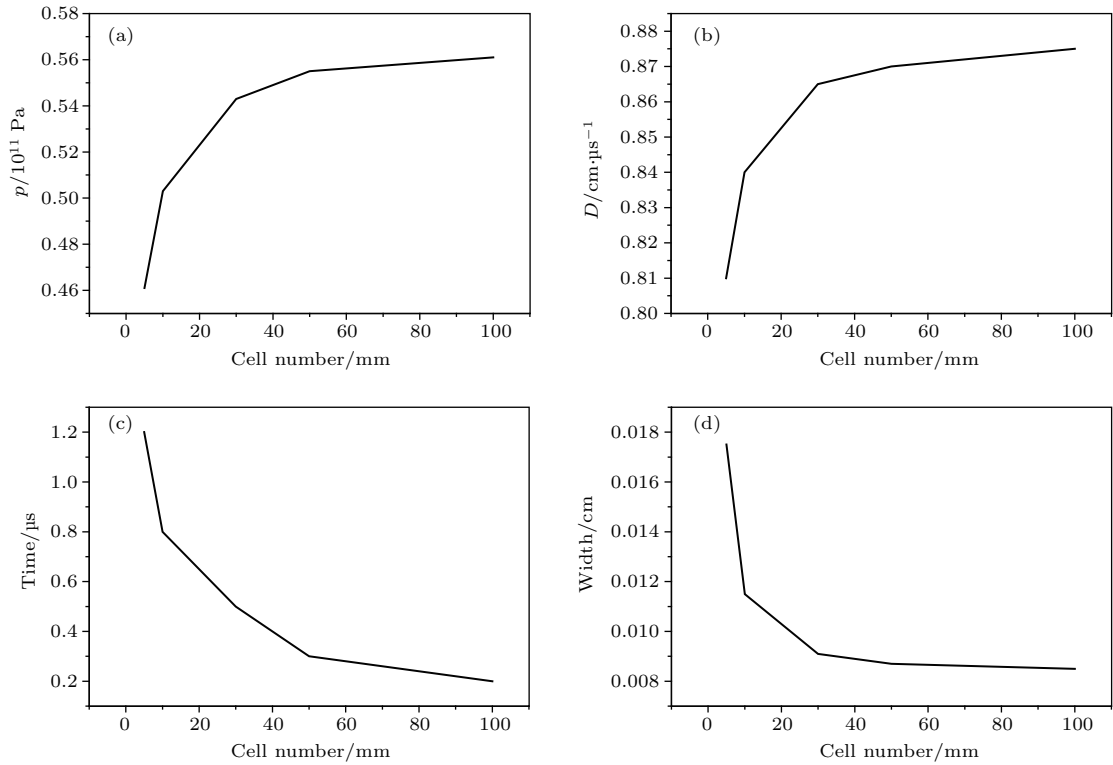 (a)
0.58
0.56
0.54
0.52
0.50
0.48
0.46
p/10¹¹ Pa
0 20 40 60 80 100
Cell number/mm
(b)
0.88
0.87
0.86
0.85
0.84
0.83
0.82
0.81
0.80
D/cm·µs⁻¹
0 20 40 60 80 100
Cell number/mm
(c)
1.2
1.0
0.8
0.6
0.4
0.2
Time/µs
0 20 40 60 80 100
Cell number/mm
(d)
0.018
0.016
0.014
0.012
0.010
0.008
Width/cm
0 20 40 60 80 100
Cell number/mm